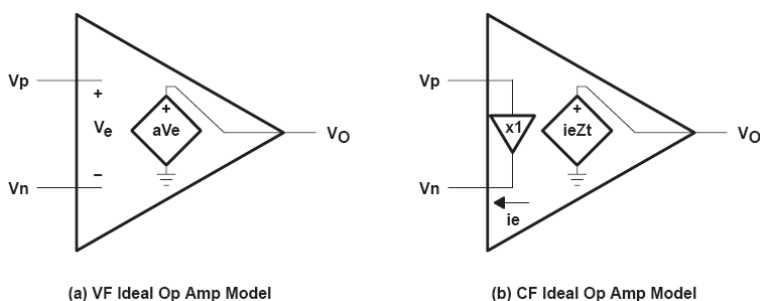 Vp
+
Ve
–
Vn
+
aVe
VO
Vp
x1
Vn
ie
+
ieZt
VO
(a) VF Ideal Op Amp Model
(b) CF Ideal Op Amp Model